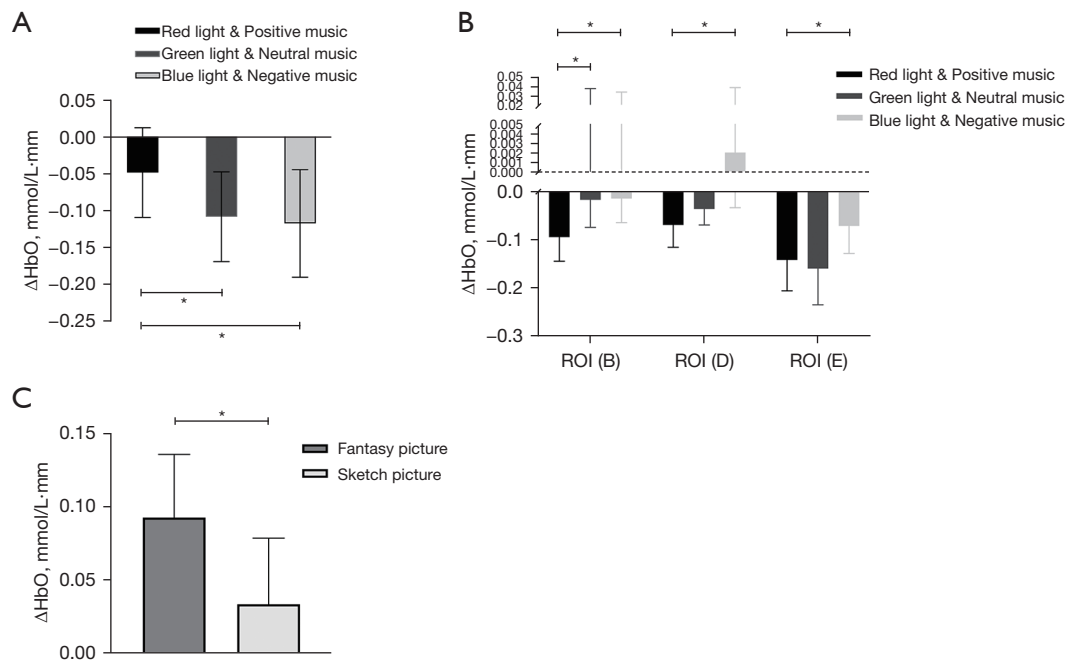 A
Red light & Positive music
Green light & Neutral music
Blue light & Negative music
0.05
0.00
−0.05
−0.10
−0.15
−0.20
−0.25
ΔHbO, mmol/L·mm
*
*
B
*
*
*
*
Red light & Positive music
Green light & Neutral music
Blue light & Negative music
0.05
0.04
0.03
0.02
0.005
0.004
0.003
0.002
0.001
0.000
0.0
−0.1
−0.2
−0.3
ΔHbO, mmol/L·mm
ROI (B)
ROI (D)
ROI (E)
C
*
Fantasy picture
Sketch picture
0.15
0.10
0.05
0.00
ΔHbO, mmol/L·mm